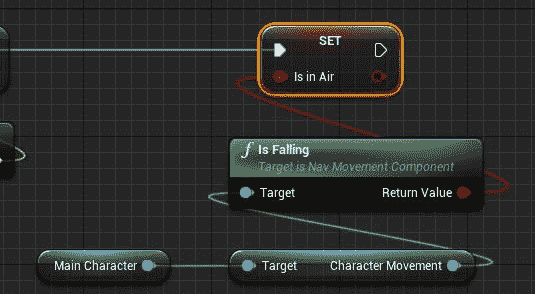 SET
Is in Air
f Is Falling
Target is Nav Movement Component
Target Return Value
Main Character
Target Character Movement